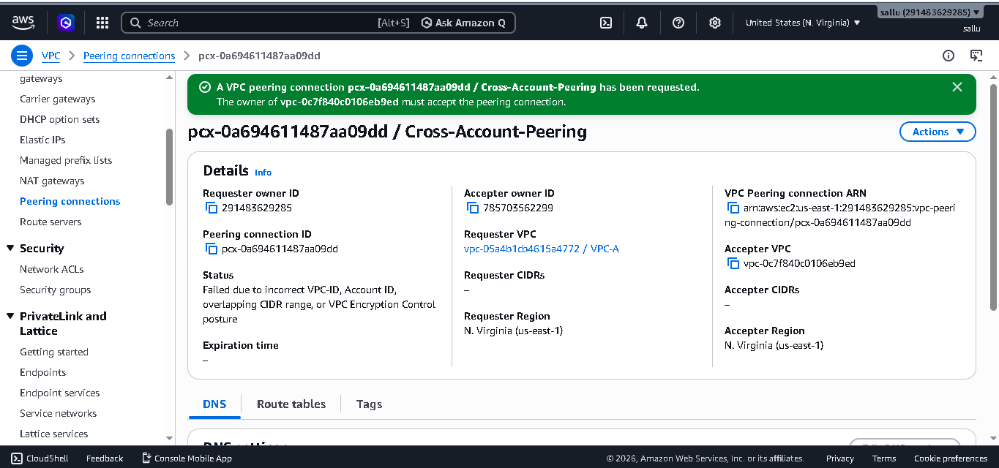 aws
Search
[Alt+S]
Ask Amazon Q
United States (N. Virginia)
sallu (291483629285)
sallu
VPC
Peering connections
pcx-0a694611487aa09dd
gateways
Carrier gateways
DHCP option sets
Elastic IPs
Managed prefix lists
NAT gateways
Peering connections
Route servers
Security
Network ACLs
Security groups
PrivateLink and
Lattice
Getting started
Endpoints
Endpoint services
Service networks
Lattice services
A VPC peering connection pcx-0a694611487aa09dd / Cross-Account-Peering has been requested.
The owner of vpc-0c7f840c0106eb9ed must accept the peering connection.
pcx-0a694611487aa09dd / Cross-Account-Peering
Actions
Details Info
Requester owner ID
291483629285
Peering connection ID
pcx-0a694611487aa09dd
Status
Failed due to incorrect VPC-ID, Account ID,
overlapping CIDR range, or VPC Encryption Control
posture
Expiration time
–
Accepter owner ID
785703562299
Requester VPC
vpc-05a4b1cb4615a4772 / VPC-A
Requester CIDRs
–
Requester Region
N. Virginia (us-east-1)
VPC Peering connection ARN
arn:aws:ec2:us-east-1:291483629285:vpc-peeri
ng-connection/pcx-0a694611487aa09dd
Accepter VPC
vpc-0c7f840c0106eb9ed
Accepter CIDRs
–
Accepter Region
N. Virginia (us-east-1)
DNS
Route tables
Tags
DNS
CloudShell
Feedback
Console Mobile App
© 2026, Amazon Web Services, Inc. or its affiliates.
Privacy
Terms
Cookie preferences